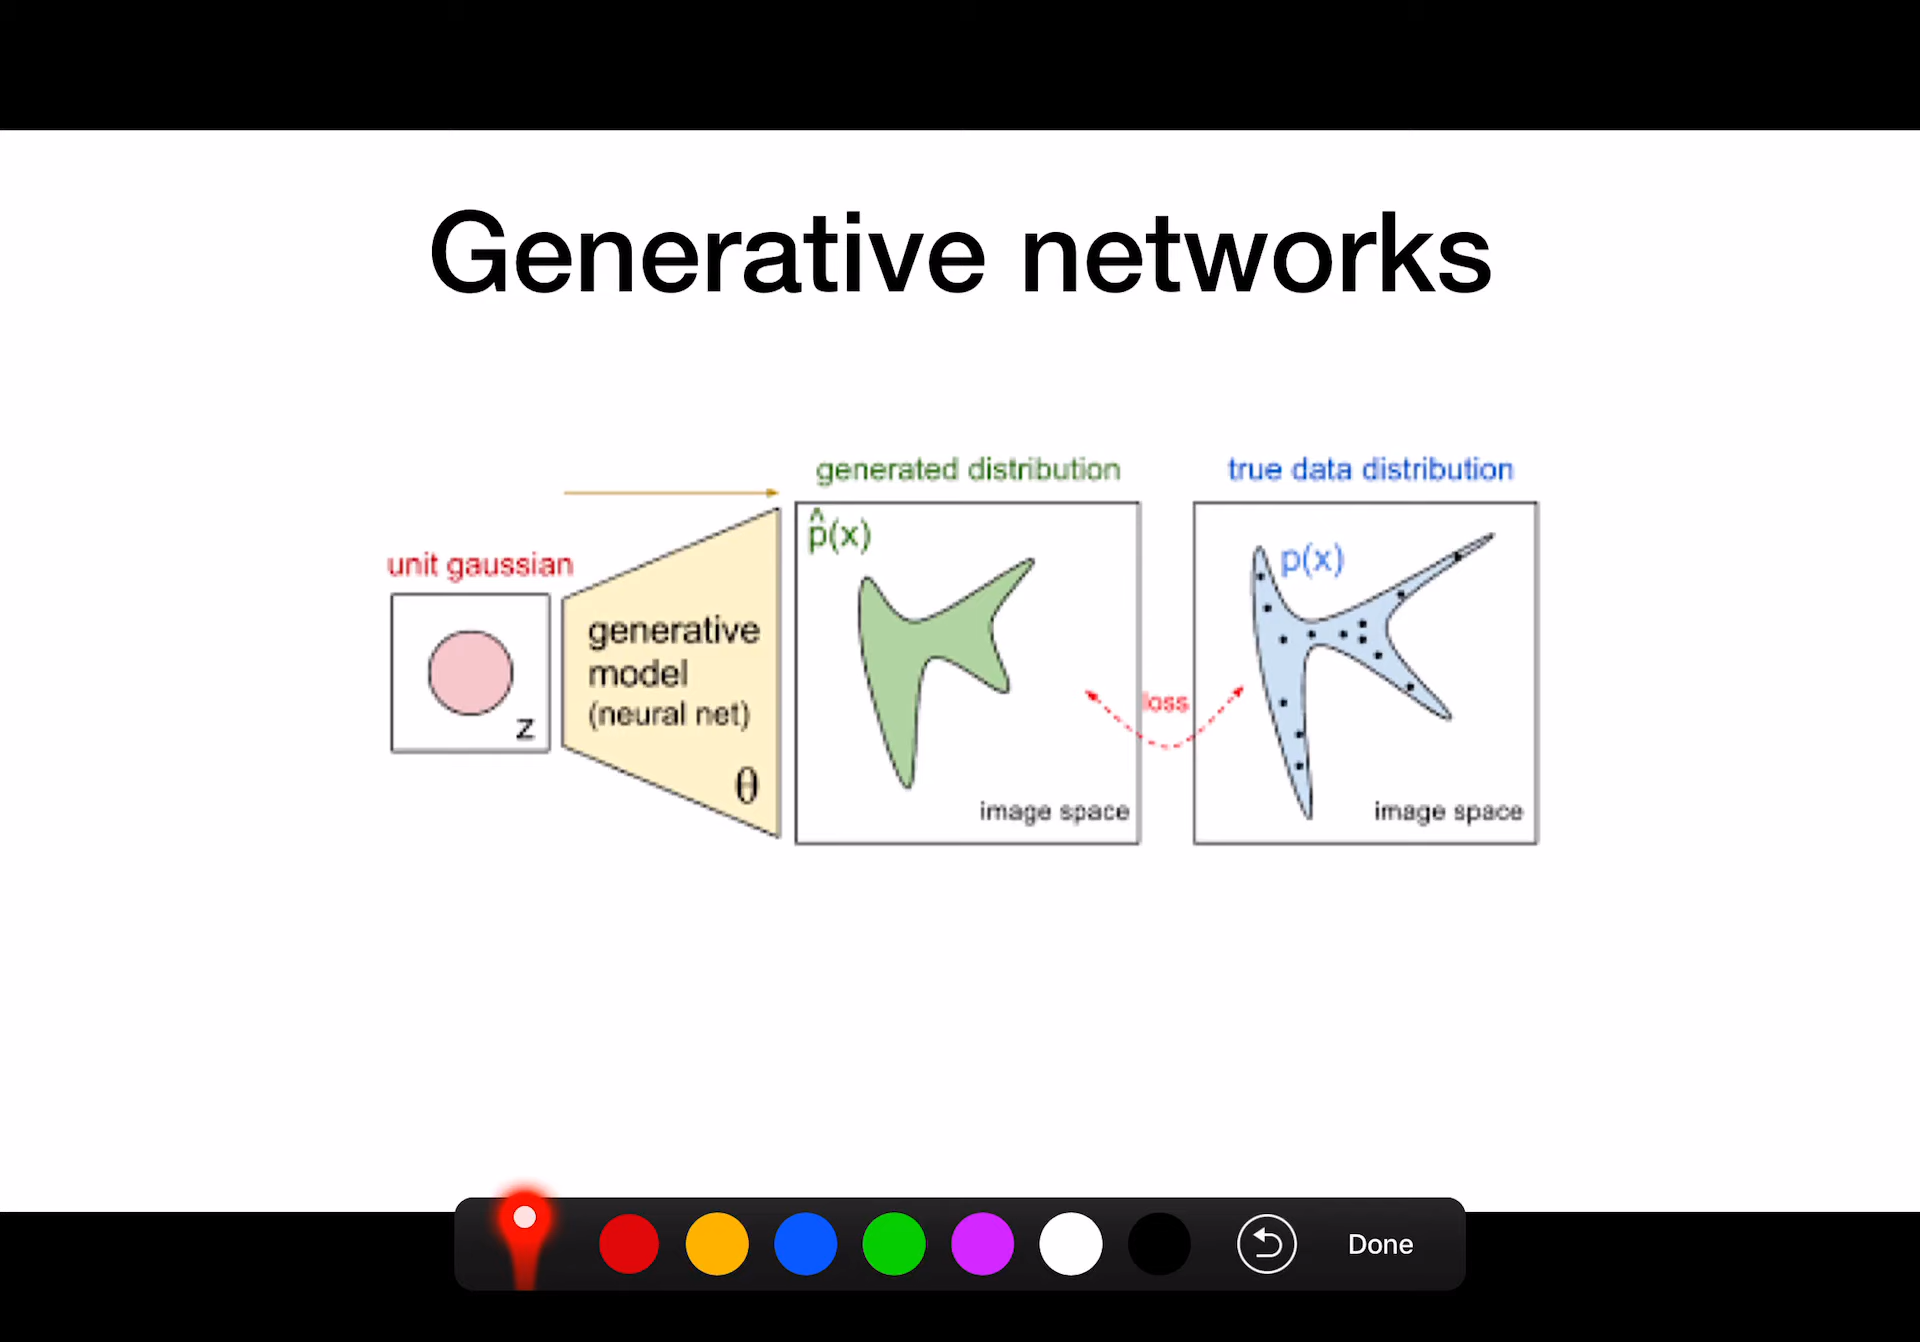 Generative networks
generated distribution
true data distribution
p̂(x)
p(x)
unit gaussian
generative
model
(neural net)
z
θ
loss
image space
image space
Done